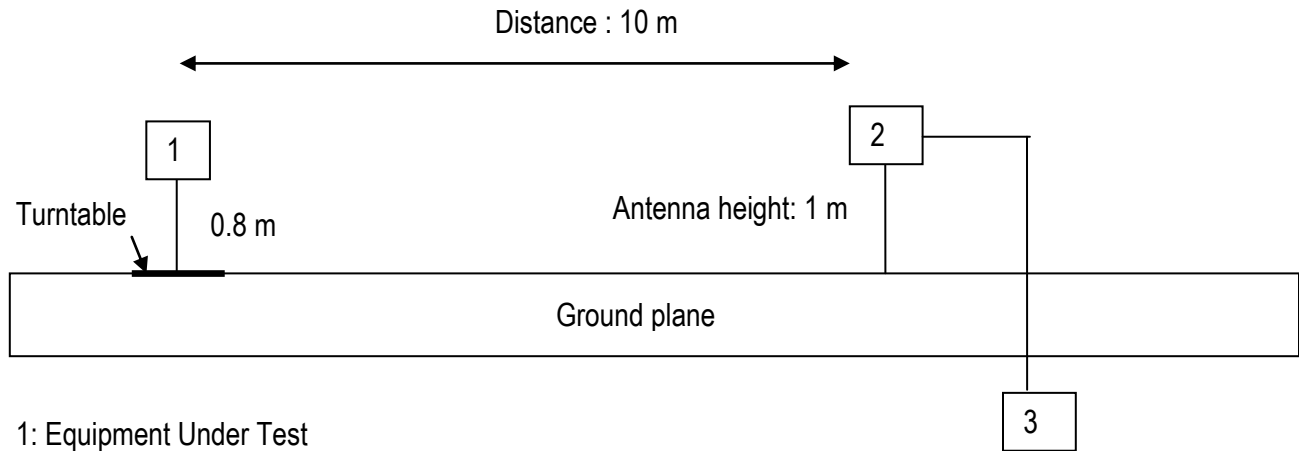 Distance : 10 m
1
2
Turntable
0.8 m
Antenna height: 1 m
Ground plane
3
1: Equipment Under Test